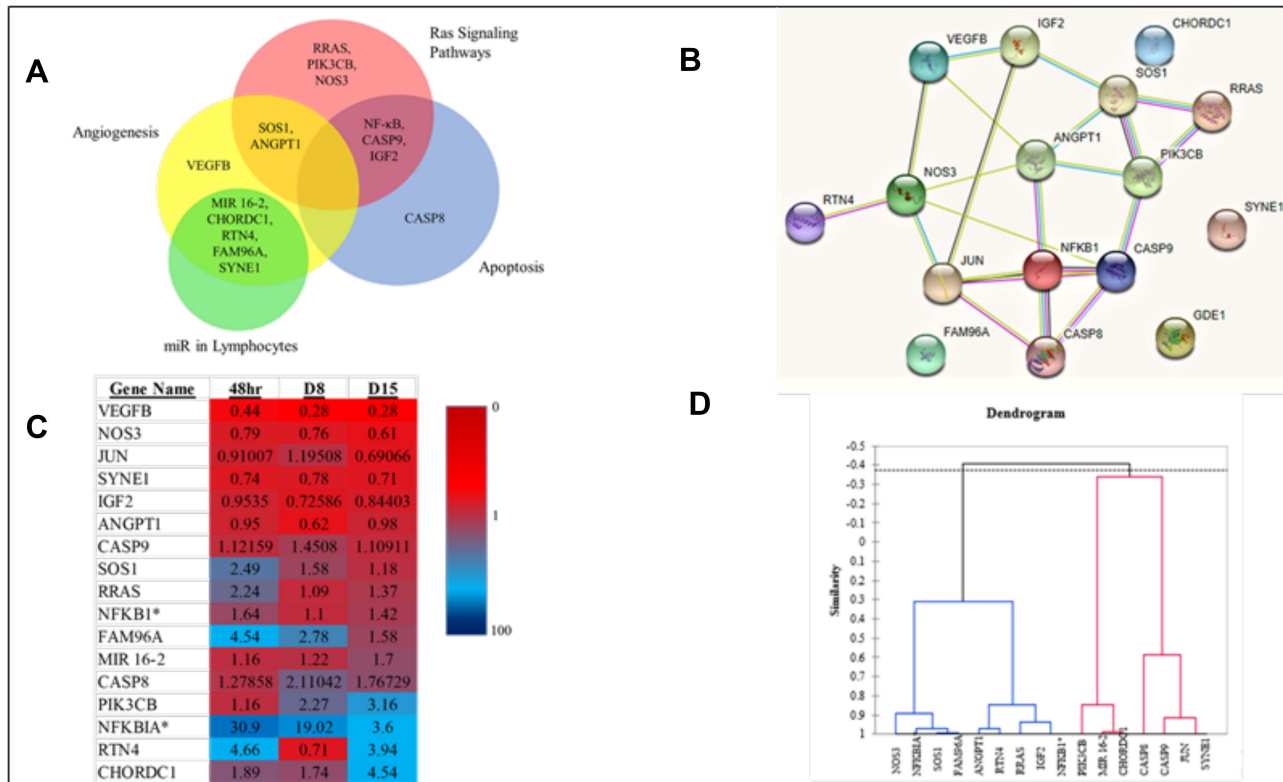 A
RRAS,
PIK3CB,
NOS3
Ras Signaling
Pathways
Angiogenesis
SOS1,
ANGPT1
NF-κB,
CASP9,
IGF2
VEGFB
MIR 16-2,
CHORDC1,
RTN4,
FAM96A,
SYNE1
CASP8
Apoptosis
miR in Lymphocytes
B
VEGFB
IGF2
CHORDC1
SOS1
RRAS
ANGPT1
PIK3CB
NOS3
RTN4
SYNE1
NFKB1
CASP9
JUN
GDE1
FAM96A
CASP8
C
Gene Name 48hr D8 D15
VEGFB 0.44 0.28 0.28
NOS3 0.79 0.76 0.61
JUN 0.91007 1.19508 0.69066
SYNE1 0.74 0.78 0.71
IGF2 0.9535 0.72586 0.84403
ANGPT1 0.95 0.62 0.98
CASP9 1.12159 1.4508 1.10911
SOS1 2.49 1.58 1.18
RRAS 2.24 1.09 1.37
NFKB1* 1.64 1.1 1.42
FAM96A 4.54 2.78 1.58
MIR 16-2 1.16 1.22 1.7
CASP8 1.27858 2.11042 1.76729
PIK3CB 1.16 2.27 3.16
NFKBIA* 30.9 19.02 3.6
RTN4 4.66 0.71 3.94
CHORDC1 1.89 1.74 4.54
0
1
100
D
Dendrogram
Similarity
-0.5
-0.4
-0.3
-0.2
-0.1
0
0.1
0.2
0.3
0.4
0.5
0.6
0.7
0.8
0.9
1
NOS3
NFKBIA
SOS1
FAM96A
ANGPT1
RTN4
RRAS
IGF2
NFKB1*
PIK3CB
MIR 16-2
CHORDC1
CASP8
CASP9
JUN
SYNE1